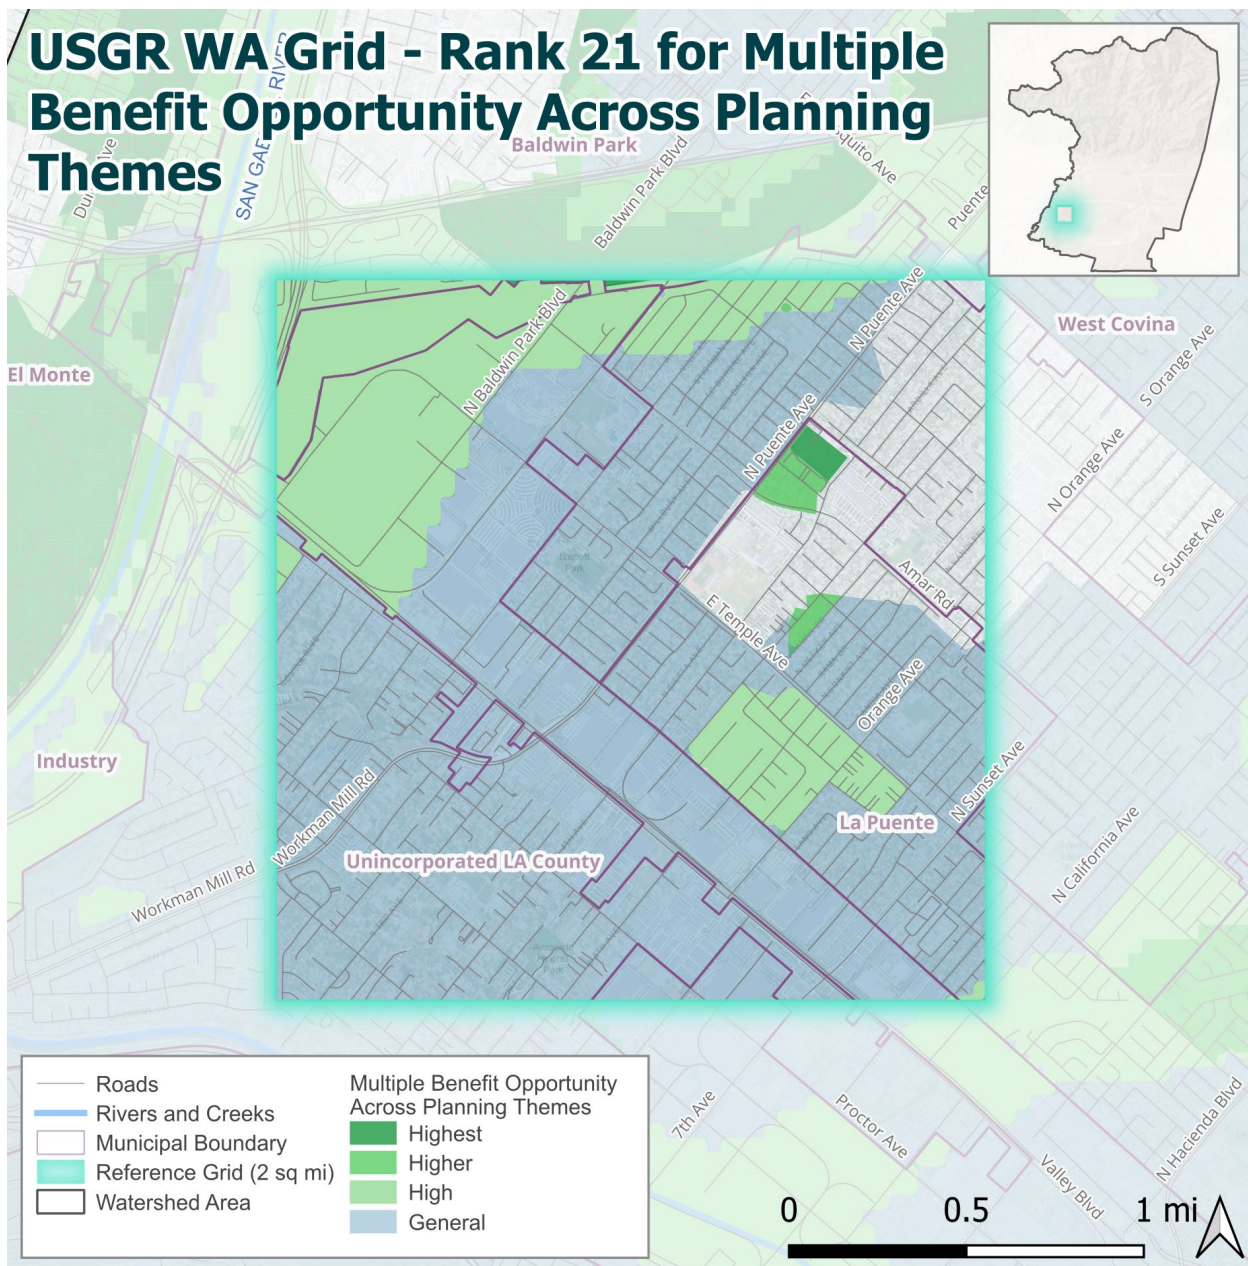 USGR WA Grid - Rank 21 for Multiple
Benefit Opportunity Across Planning
Themes
Baldwin Park
Baldwin Park Blvd
Puente
West Covina
S Orange Ave
El Monte
N Baldwin Park Blvd
N Puente Ave
N Puente Ave
N Orange Ave
S Sunset Ave
Park
Amar Rd
E Temple Ave
Orange Ave
Industry
N Sunset Ave
Workman Mill Rd
La Puente
Unincorporated LA County
Workman Mill Rd
N California Ave
Park
7th Ave
Proctor Ave
Valley Blvd
N Hacienda Blvd
Roads
Rivers and Creeks
Municipal Boundary
Reference Grid (2 sq mi)
Watershed Area
Multiple Benefit Opportunity
Across Planning Themes
Highest
Higher
High
General
0 0.5 1 mi